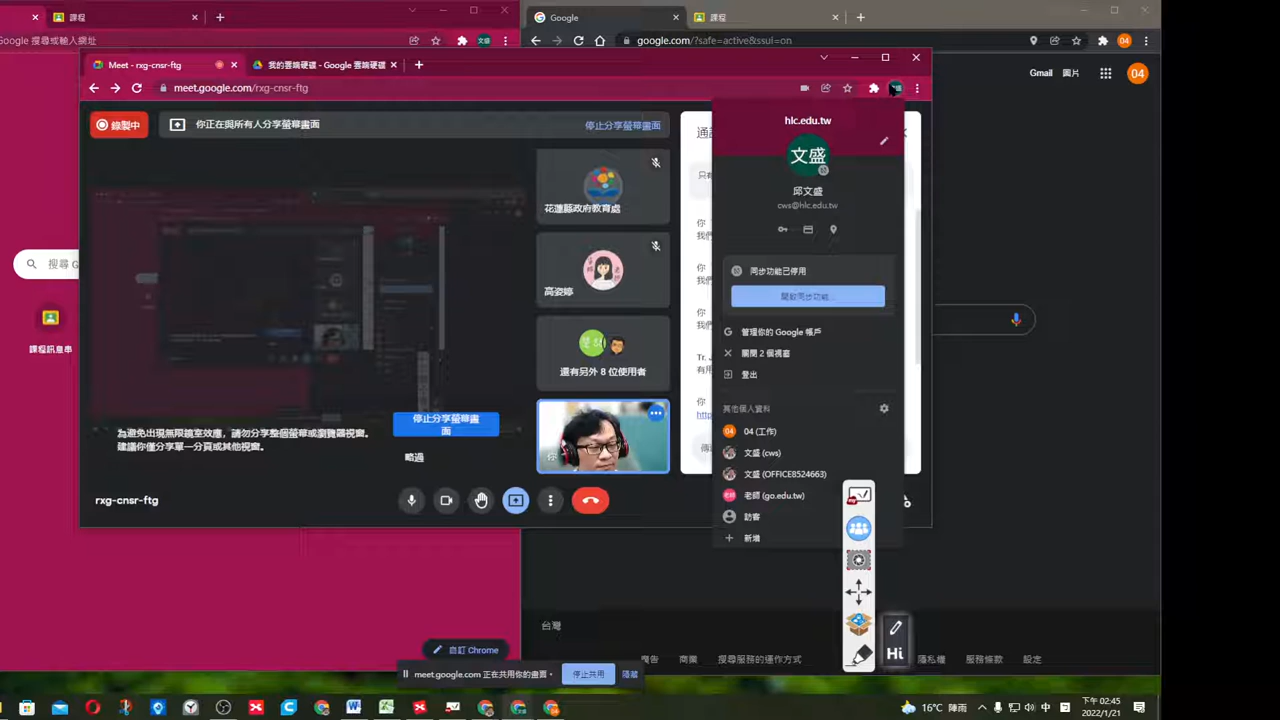 課程
Google
課程
Google 搜尋或輸入網址
文盛
google.com/?safe=active&ssui=on
04
Meet - rxg-cnsr-ftg
我的雲端硬碟 - Google 雲端硬碟
Gmail
圖片
04
meet.google.com/rxg-cnsr-ftg
hlc.edu.tw
錄製中
你正在與所有人分享螢幕畫面
停止分享螢幕畫面
文盛
邱文盛
cws@hlc.edu.tw
花蓮縣政府教育處
搜尋 G
同步功能已停用
開啟同步功能...
高姿婷
管理你的 Google 帳戶
關閉 2 個視窗
登出
課程訊息串
還有另外 8 位使用者
其他個人資料
停止分享螢幕畫面
04 (工作)
為避免出現無限鏡室效應，請勿分享整個螢幕或瀏覽器視窗。
建議你僅分享單一分頁或其他視窗。
文盛 (cws)
略過
你
文盛 (OFFICE8524663)
老師 (go.edu.tw)
rxg-cnsr-ftg
訪客
新增
台灣
自訂 Chrome
Hi
廣告
商業
搜尋服務的運作方式
隱私權
服務條款
設定
meet.google.com 正在共用你的畫面。
停止共用
隱藏
16°C 陣雨
中
下午 02:45
2022/1/21